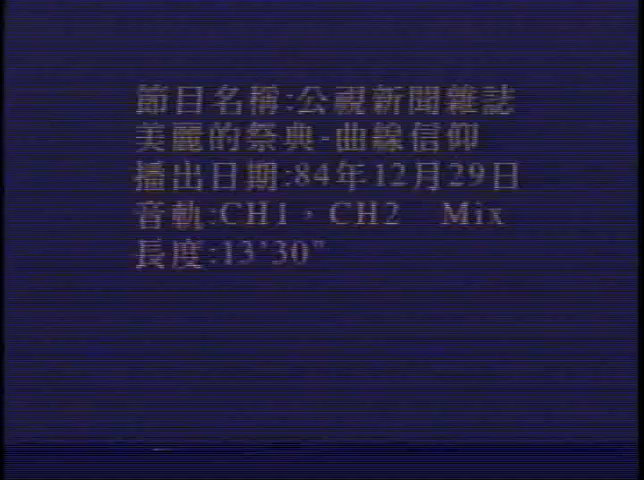 節目名稱:公視新聞雜誌
美麗的祭典-曲線信仰
播出日期:84年12月29日
音軌:CH1，CH2 Mix
長度:13'30"